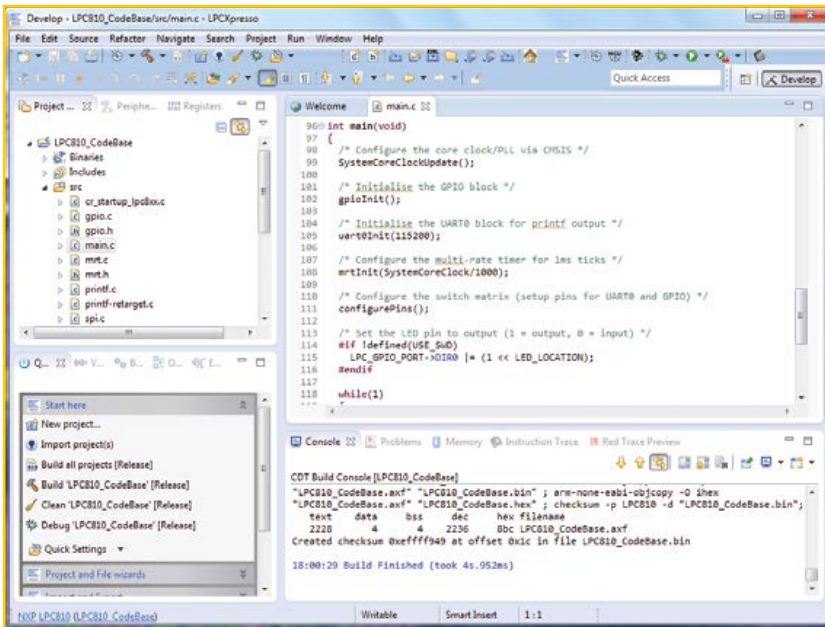 Develop - LPC810_CodeBase/src/main.c - LPCXpresso
File Edit Source Refactor Navigate Search Project Run Window Help
Quick Access
Develop
Project ...
Periphe...
Registers
LPC810_CodeBase
Binaries
Includes
src
cr_startup_lpc8xx.c
gpio.c
gpio.h
main.c
mrt.c
mrt.h
printf.c
printf-retarget.c
spi.c
Welcome
main.c
96 int main(void)
97 {
98 /* Configure the core clock/PLL via CMSIS */
99 SystemCoreClockUpdate();
100
101 /* Initialise the GPIO block */
102 gpioInit();
103
104 /* Initialise the UART0 block for printf output */
105 uart0Init(115200);
106
107 /* Configure the multi-rate timer for 1ms ticks */
108 mrtInit(SystemCoreClock/1000);
109
110 /* Configure the switch matrix (setup pins for UART0 and GPIO) */
111 configurePins();
112
113 /* Set the LED pin to output (1 = output, 0 = input) */
114 #if !defined(USE_SWD)
115 LPC_GPIO_PORT->DIR0 |= (1 << LED_LOCATION);
116 #endif
117
118 while(1)
Q...
V...
B...
O...
E...
Start here
New project...
Import project(s)
Build all projects [Release]
Build 'LPC810_CodeBase' [Release]
Clean 'LPC810_CodeBase' [Release]
Debug 'LPC810_CodeBase' [Release]
Quick Settings
Project and File wizards
Import and Export
Console
Problems
Memory
Instruction Trace
Red Trace Preview
CDT Build Console [LPC810_CodeBase]
"LPC810_CodeBase.axf" "LPC810_CodeBase.bin" ; arm-none-eabi-objcopy -O ihex
"LPC810_CodeBase.axf" "LPC810_CodeBase.hex" ; checksum -p LPC810 -d "LPC810_CodeBase.bin";
text data bss dec hex filename
2228 4 4 2236 8bc LPC810_CodeBase.axf
Created checksum 0xeffff949 at offset 0x1c in file LPC810_CodeBase.bin
18:00:29 Build Finished (took 4s.952ms)
NXP LPC810 (LPC810_CodeBase)
Writable
Smart Insert
1:1